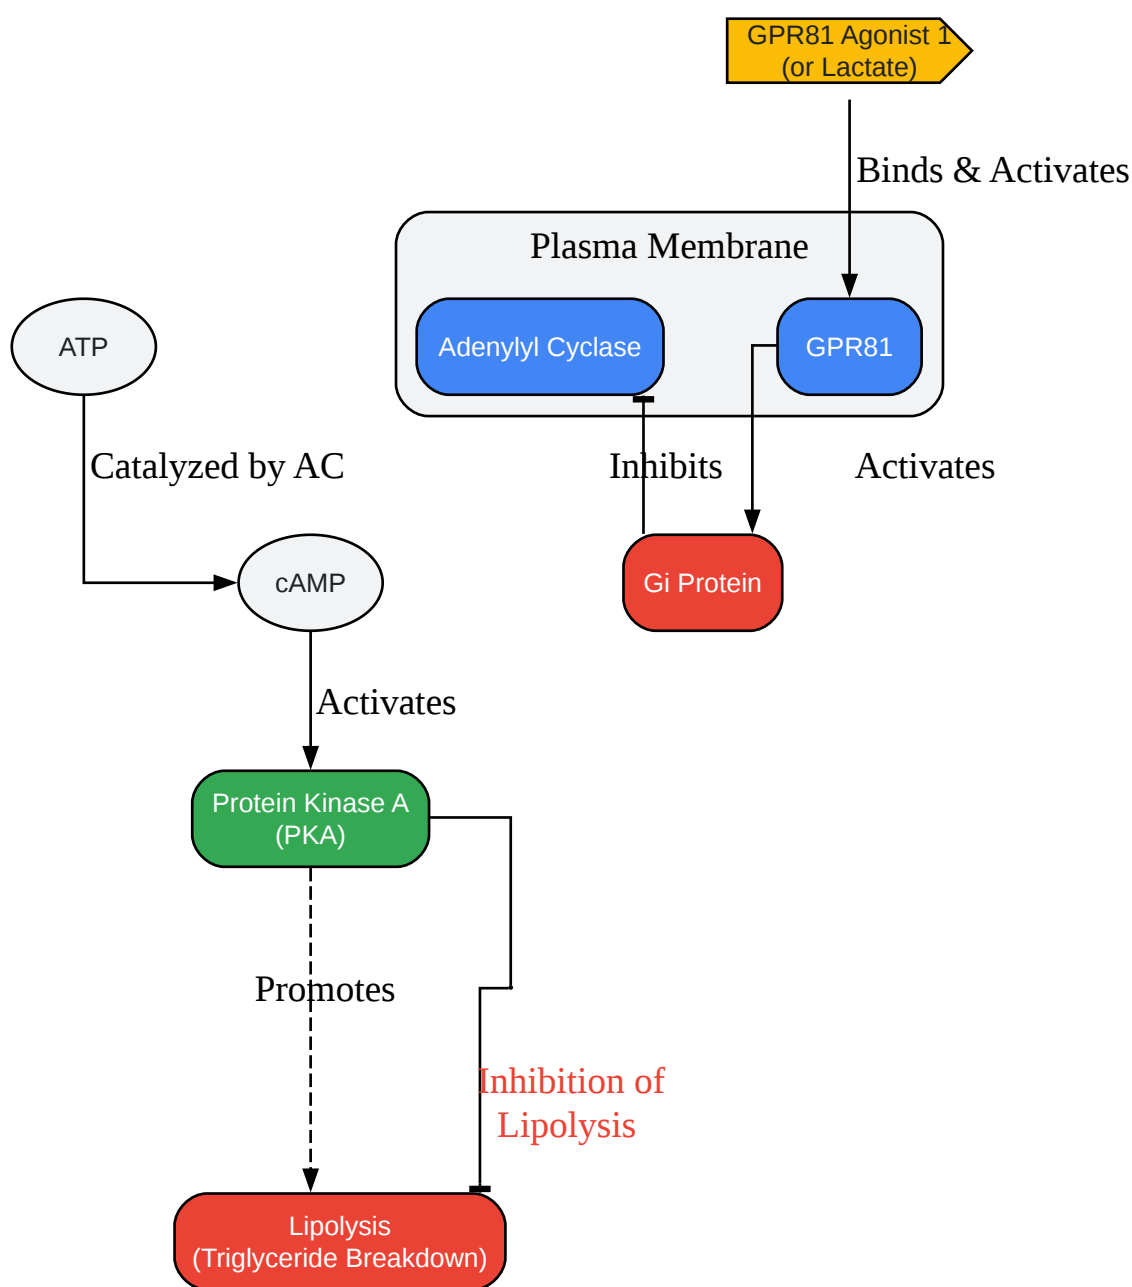 GPR81 Agonist 1
(or Lactate)
Binds & Activates
Plasma Membrane
ATP
Adenylyl Cyclase
GPR81
Catalyzed by AC
Inhibits
Activates
cAMP
Gi Protein
Activates
Protein Kinase A
(PKA)
Promotes
Inhibition of
Lipolysis
Lipolysis
(Triglyceride Breakdown)